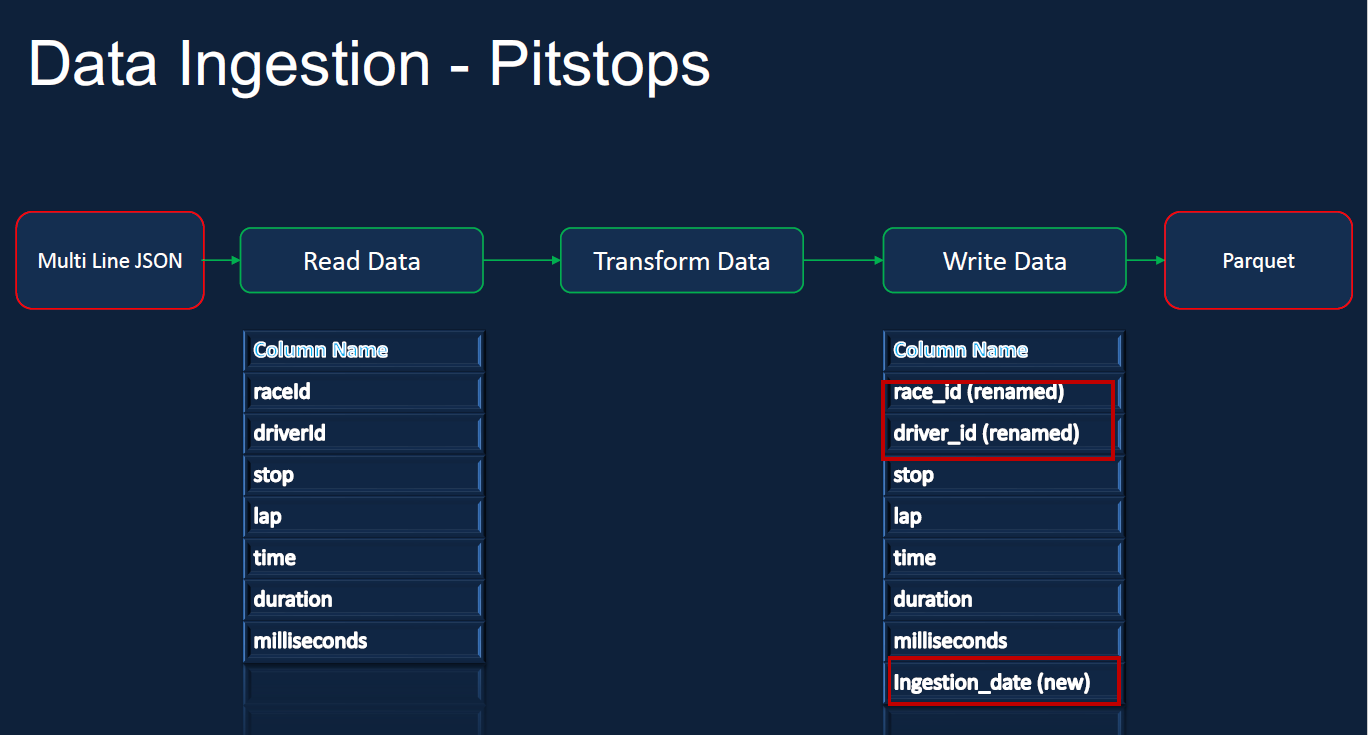 Data Ingestion - Pitstops
Multi Line JSON
Read Data
Transform Data
Write Data
Parquet
Column Name
raceId
driverId
stop
lap
time
duration
milliseconds
Column Name
race_id (renamed)
driver_id (renamed)
stop
lap
time
duration
milliseconds
Ingestion_date (new)